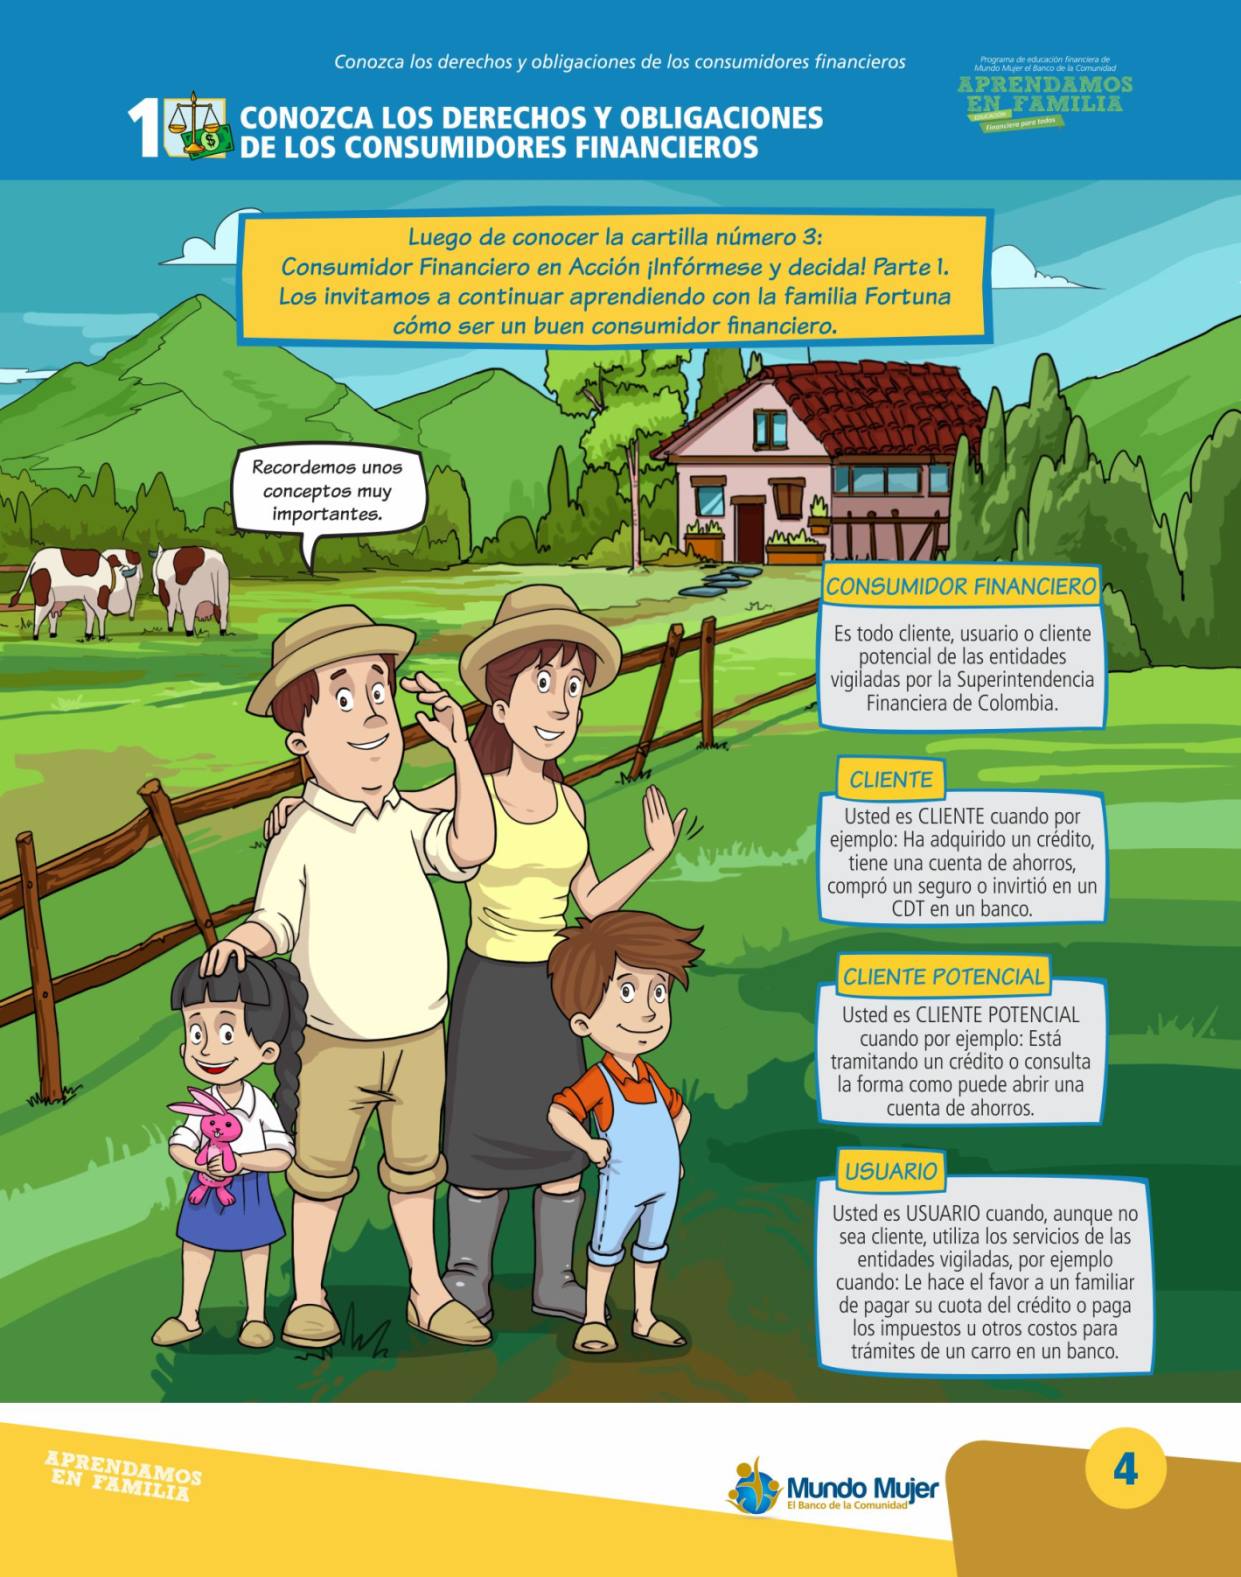 Conozca los derechos y obligaciones de los consumidores financieros
Programa de educación financiera de
Mundo Mujer el Banco de la Comunidad
APRENDAMOS
EN FAMILIA
EDUCACIÓN
Financiera para todos
1
CONOZCA LOS DERECHOS Y OBLIGACIONES
DE LOS CONSUMIDORES FINANCIEROS
$
Luego de conocer la cartilla número 3:
Consumidor Financiero en Acción ¡Infórmese y decida! Parte 1.
Los invitamos a continuar aprendiendo con la familia Fortuna
cómo ser un buen consumidor financiero.
Recordemos unos
conceptos muy
importantes.
CONSUMIDOR FINANCIERO
Es todo cliente, usuario o cliente
potencial de las entidades
vigiladas por la Superintendencia
Financiera de Colombia.
CLIENTE
Usted es CLIENTE cuando por
ejemplo: Ha adquirido un crédito,
tiene una cuenta de ahorros,
compró un seguro o invirtió en un
CDT en un banco.
CLIENTE POTENCIAL
Usted es CLIENTE POTENCIAL
cuando por ejemplo: Está
tramitando un crédito o consulta
la forma como puede abrir una
cuenta de ahorros.
USUARIO
Usted es USUARIO cuando, aunque no
sea cliente, utiliza los servicios de las
entidades vigiladas, por ejemplo
cuando: Le hace el favor a un familiar
de pagar su cuota del crédito o paga
los impuestos u otros costos para
trámites de un carro en un banco.
APRENDAMOS
EN FAMILIA
Mundo Mujer
El Banco de la Comunidad
4